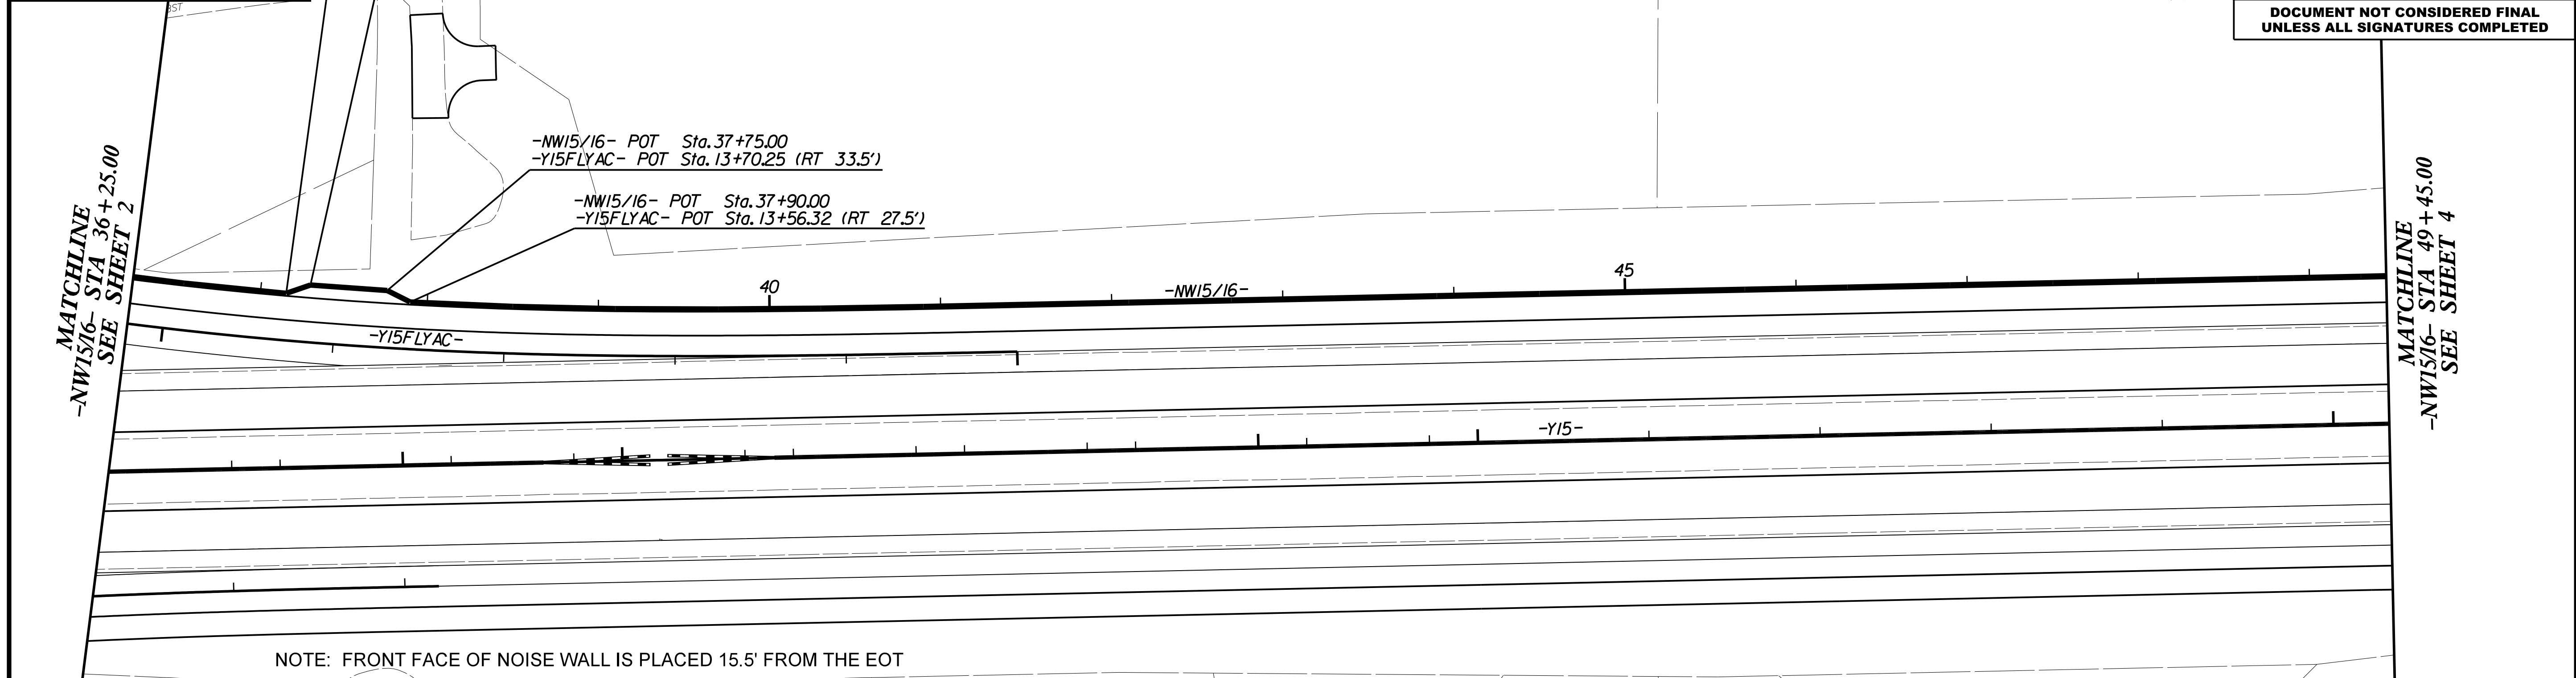 BST
DOCUMENT NOT CONSIDERED FINAL
UNLESS ALL SIGNATURES COMPLETED
-NW15/16- POT Sta. 37+75.00
-Y15FLYAC- POT Sta. 13+70.25 (RT 33.5')
-NW15/16- POT Sta. 37+90.00
-Y15FLYAC- POT Sta. 13+56.32 (RT 27.5')
MATCHLINE
-NW15/16- STA 36+25.00
SEE SHEET 2
40
-NW15/16-
45
-Y15FLYAC-
-Y15-
MATCHLINE
-NW15/16- STA 49+45.00
SEE SHEET 4
NOTE: FRONT FACE OF NOISE WALL IS PLACED 15.5' FROM THE EOT